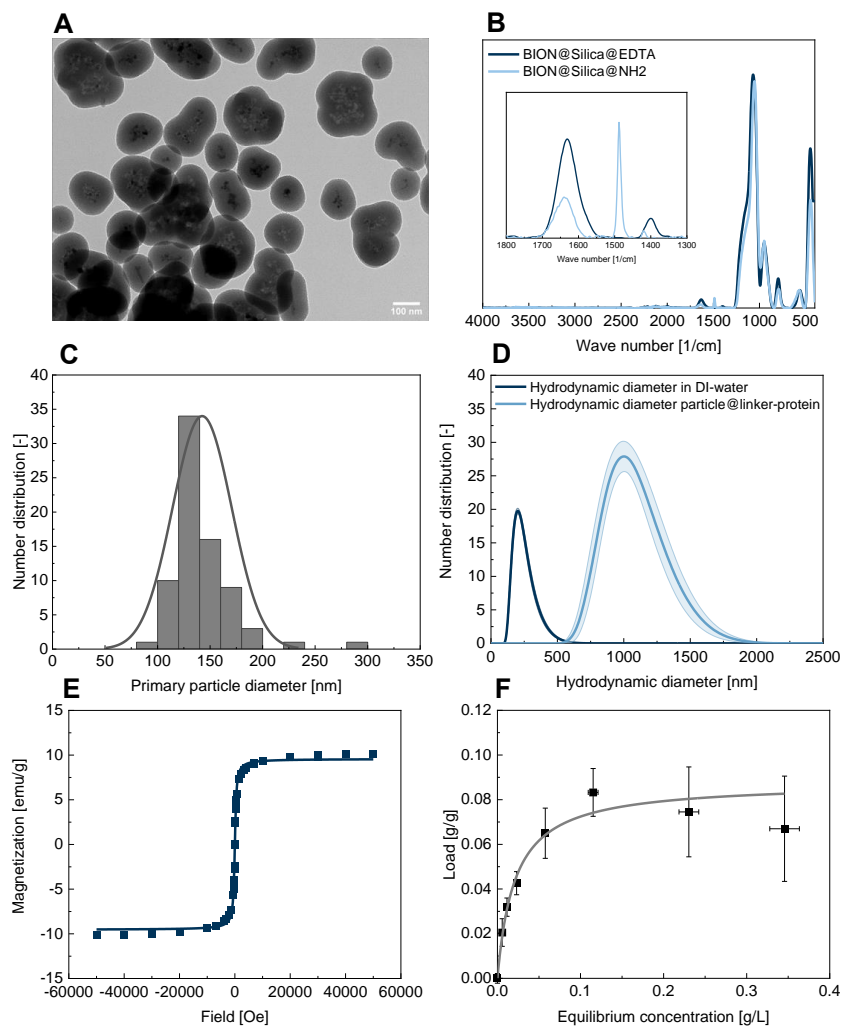 A
100 nm
B
BION@Silica@EDTA
BION@Silica@NH2
1800 1700 1600 1500 1400 1300
Wave number [1/cm]
4000 3500 3000 2500 2000 1500 1000 500
Wave number [1/cm]
C
40
35
30
25
20
15
10
5
0
Number distribution [-]
0 50 100 150 200 250 300 350
Primary particle diameter [nm]
D
Hydrodynamic diameter in DI-water
Hydrodynamic diameter particle@linker-protein
40
35
30
25
20
15
10
5
0
Number distribution [-]
0 500 1000 1500 2000 2500
Hydrodynamic diameter [nm]
E
15
10
5
0
-5
-10
-15
Magnetization [emu/g]
-60000 -40000 -20000 0 20000 40000 60000
Field [Oe]
F
0.12
0.10
0.08
0.06
0.04
0.02
0.00
Load [g/g]
0.0 0.1 0.2 0.3 0.4
Equilibrium concentration [g/L]